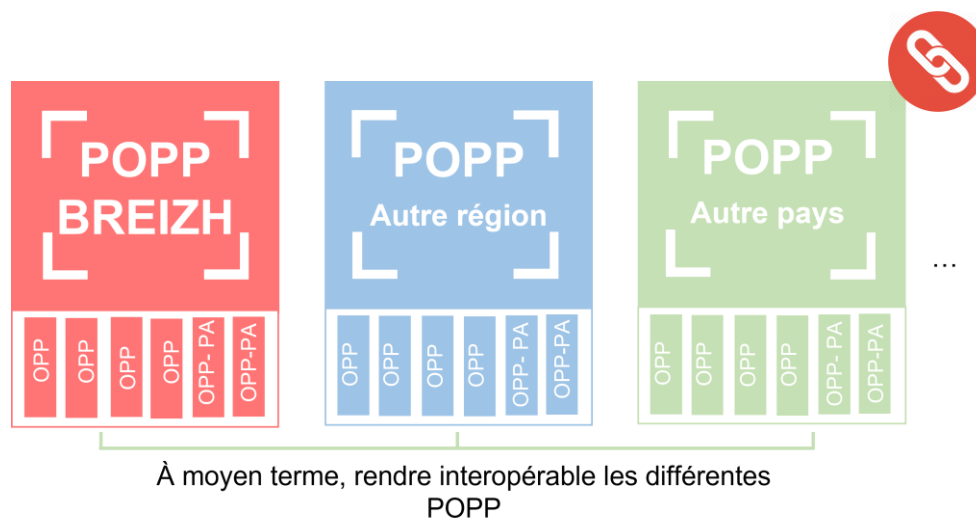 POPP
BREIZH
OPP
OPP
OPP
OPP
OPP- PA
OPP-PA
POPP
Autre région
OPP
OPP
OPP
OPP
OPP- PA
OPP-PA
POPP
Autre pays
OPP
OPP
OPP
OPP
OPP- PA
OPP-PA
...
À moyen terme, rendre interopérable les différentes
POPP